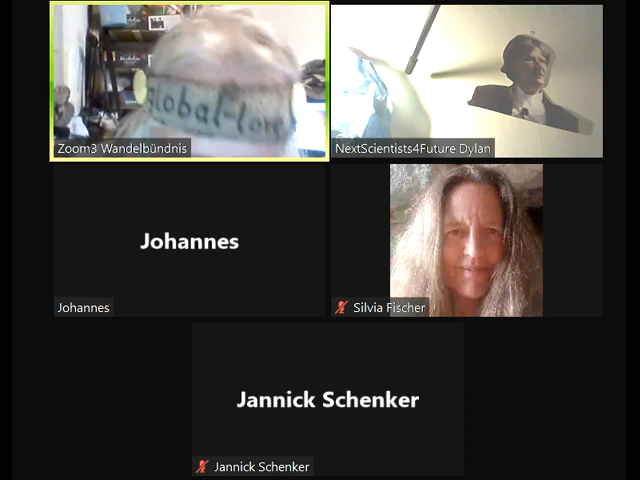 global-love
Zoom3 Wandelbündnis
NextScientists4Future Dylan
Johannes
Johannes
Silvia Fischer
Jannick Schenker
Jannick Schenker